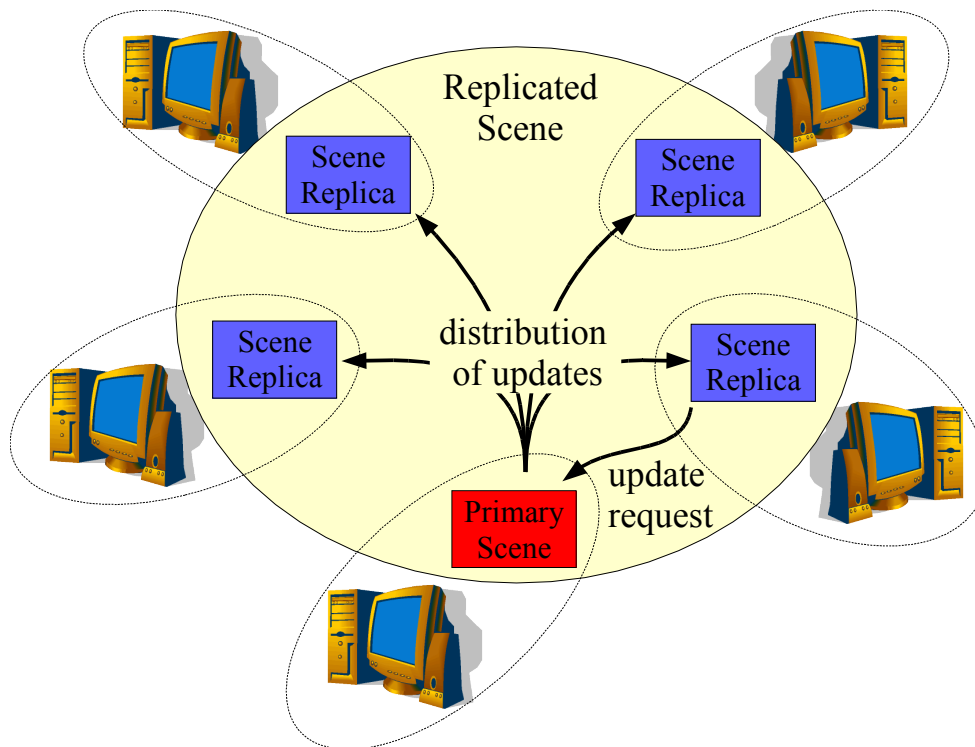 Replicated
Scene
Scene
Replica
Scene
Replica
Scene
Replica
distribution
of updates
Scene
Replica
update
request
Primary
Scene